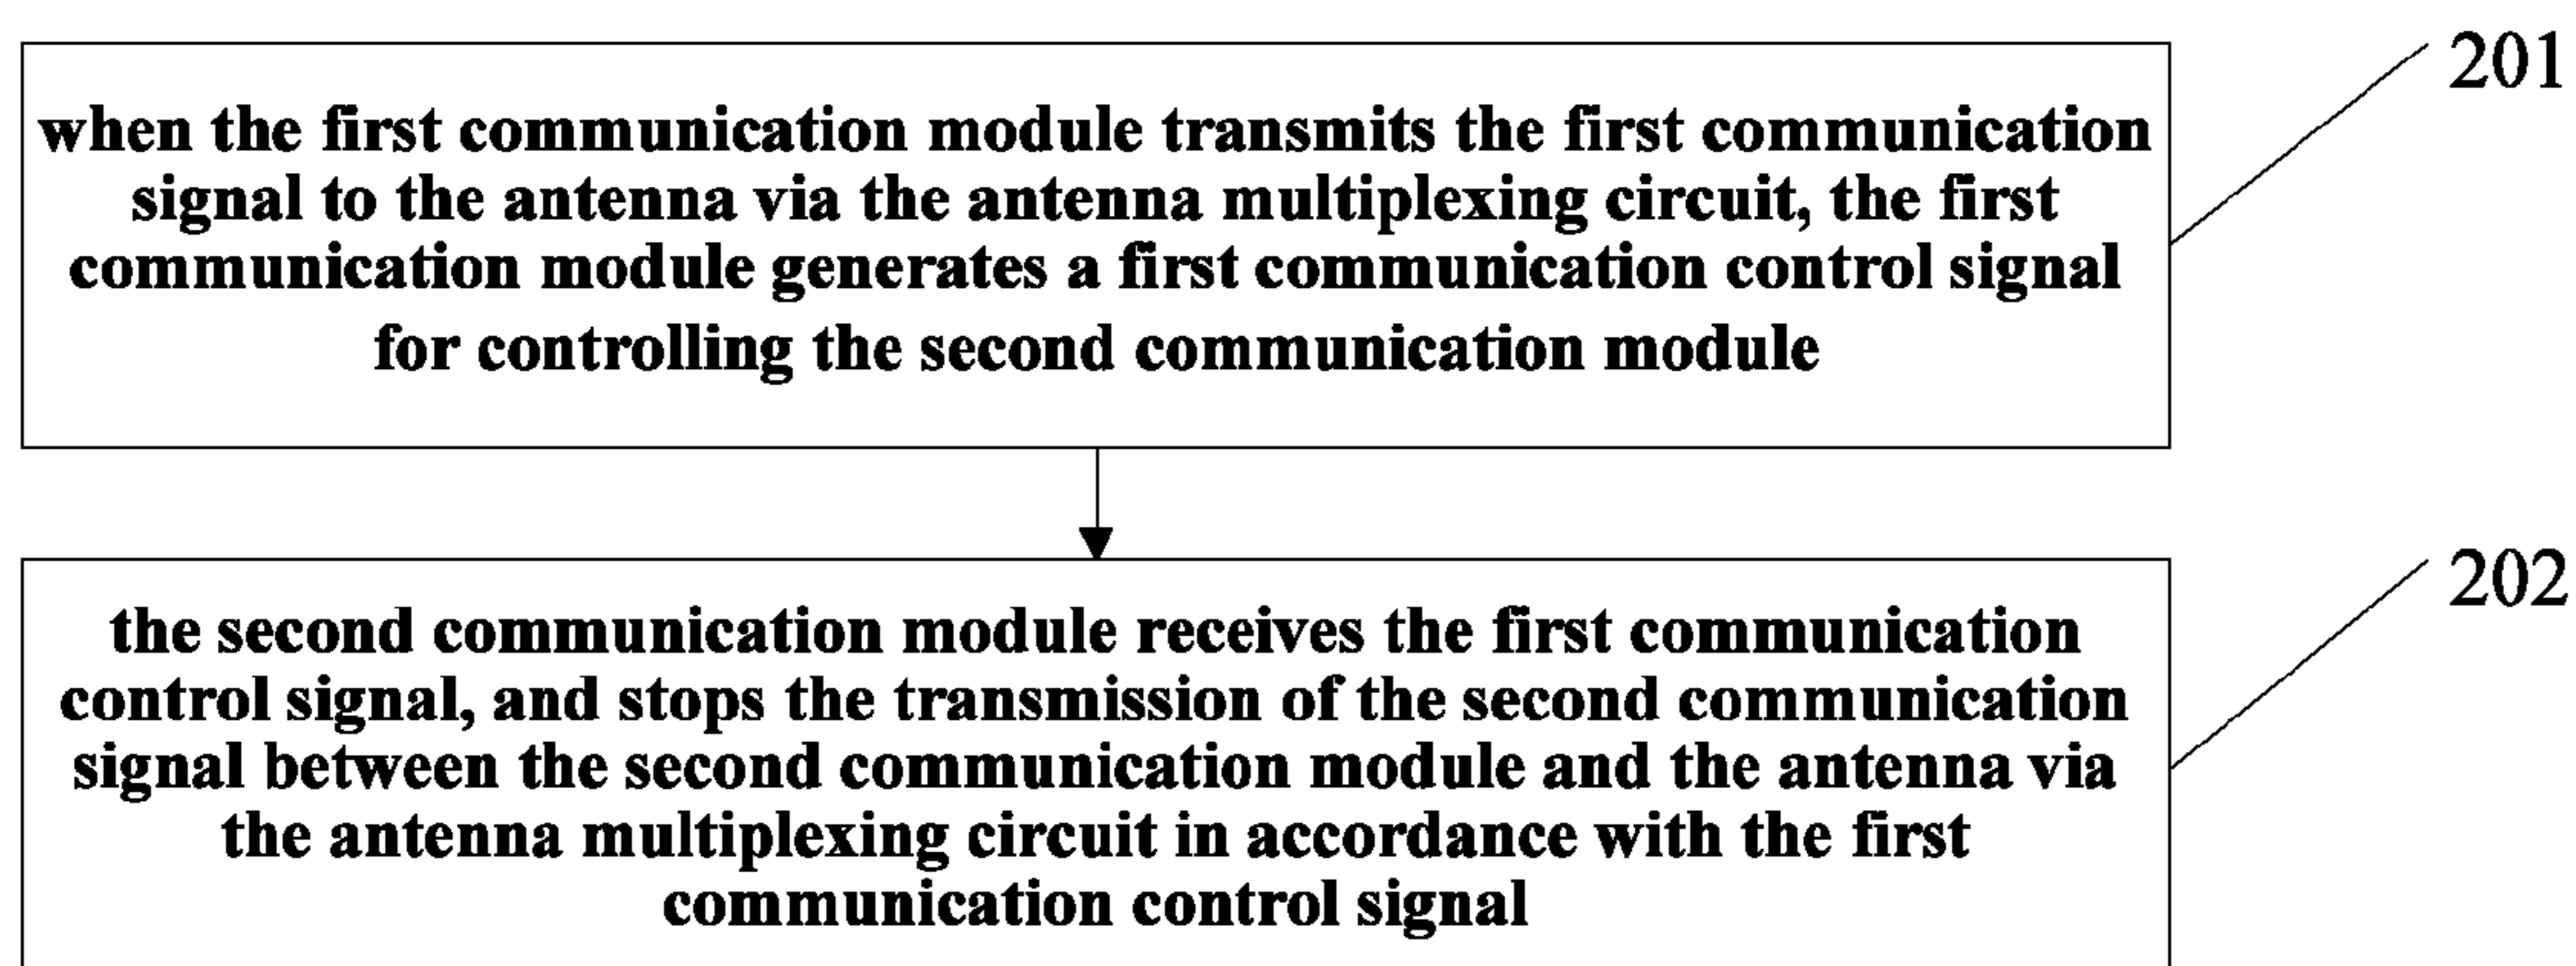 201
when the first communication module transmits the first communication
signal to the antenna via the antenna multiplexing circuit, the first
communication module generates a first communication control signal
for controlling the second communication module
202
the second communication module receives the first communication
control signal, and stops the transmission of the second communication
signal between the second communication module and the antenna via
the antenna multiplexing circuit in accordance with the first
communication control signal